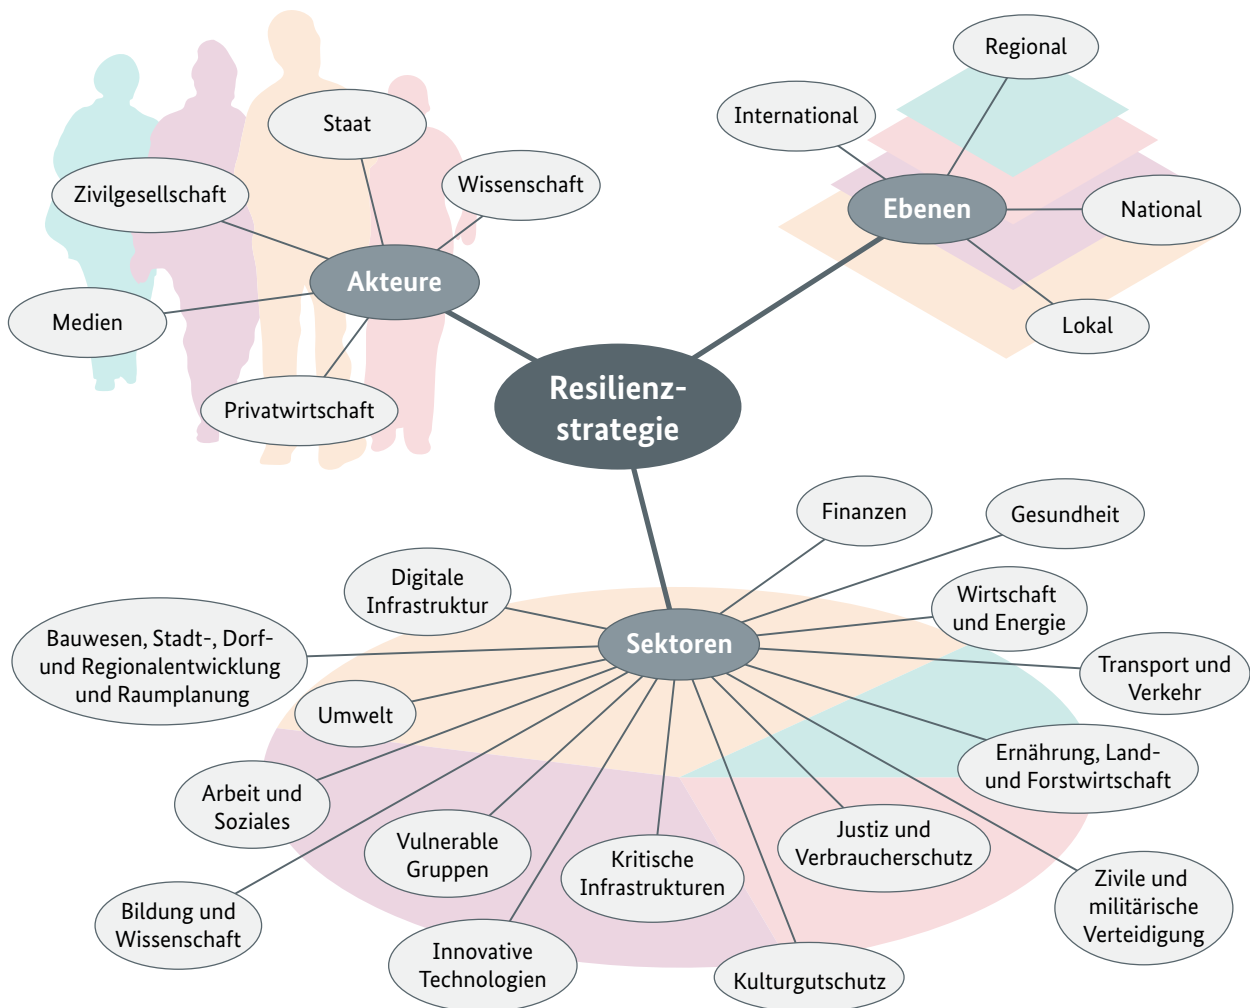 Regional
International
Staat
Wissenschaft
Zivilgesellschaft
Ebenen
National
Akteure
Medien
Lokal
Privatwirtschaft
Resilienz-
strategie
Finanzen
Gesundheit
Digitale
Infrastruktur
Wirtschaft
und Energie
Bauwesen, Stadt-, Dorf-
und Regionalentwicklung
und Raumplanung
Sektoren
Transport und
Verkehr
Umwelt
Ernährung, Land-
und Forstwirtschaft
Arbeit und
Soziales
Vulnerable
Gruppen
Kritische
Infrastrukturen
Justiz und
Verbraucherschutz
Zivile und
militärische
Verteidigung
Bildung und
Wissenschaft
Innovative
Technologien
Kulturgutschutz